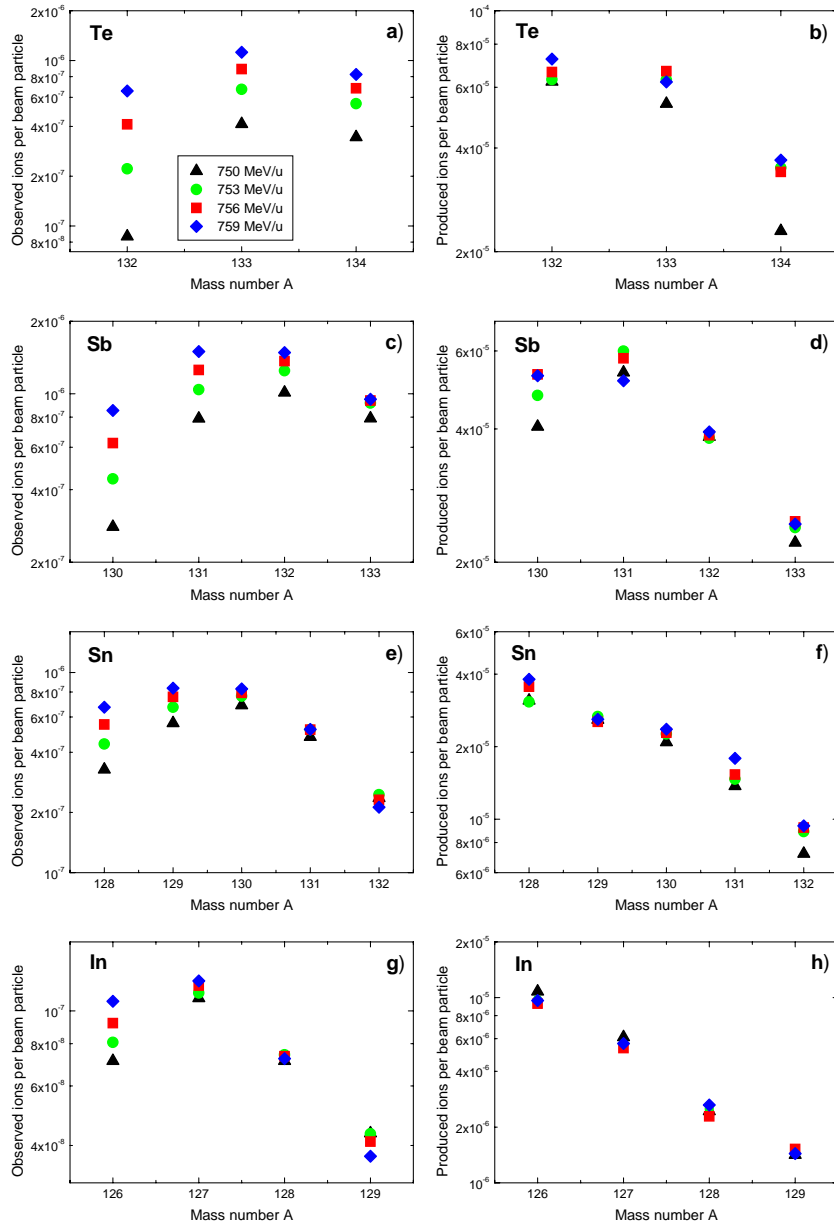 Te
a)
Observed ions per beam particle
2x10⁻⁶
10⁻⁶
8x10⁻⁷
6x10⁻⁷
4x10⁻⁷
2x10⁻⁷
10⁻⁷
8x10⁻⁸
750 MeV/u
753 MeV/u
756 MeV/u
759 MeV/u
132 133 134
Mass number A
b)
Te
Produced ions per beam particle
10⁻⁴
8x10⁻⁵
6x10⁻⁵
4x10⁻⁵
2x10⁻⁵
132 133 134
Mass number A
Sb
c)
Observed ions per beam particle
2x10⁻⁶
10⁻⁶
8x10⁻⁷
6x10⁻⁷
4x10⁻⁷
2x10⁻⁷
130 131 132 133
Mass number A
Sb
d)
Produced ions per beam particle
6x10⁻⁵
4x10⁻⁵
2x10⁻⁵
130 131 132 133
Mass number A
Sn
e)
Observed ions per beam particle
10⁻⁶
8x10⁻⁷
6x10⁻⁷
4x10⁻⁷
2x10⁻⁷
10⁻⁷
128 129 130 131 132
Mass number A
Sn
f)
Produced ions per beam particle
6x10⁻⁵
4x10⁻⁵
2x10⁻⁵
10⁻⁵
8x10⁻⁶
6x10⁻⁶
128 129 130 131 132
Mass number A
In
g)
Observed ions per beam particle
10⁻⁷
8x10⁻⁸
6x10⁻⁸
4x10⁻⁸
126 127 128 129
Mass number A
In
h)
Produced ions per beam particle
2x10⁻⁵
10⁻⁵
8x10⁻⁶
6x10⁻⁶
4x10⁻⁶
2x10⁻⁶
10⁻⁶
126 127 128 129
Mass number A